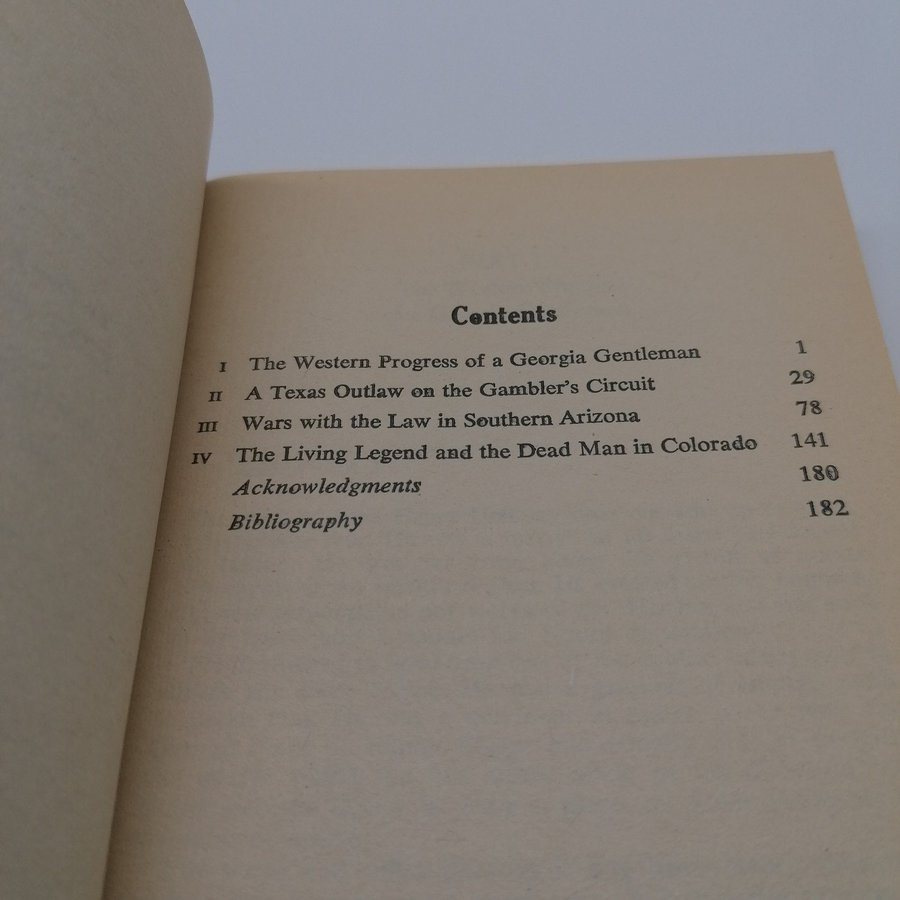 Contents
I The Western Progress of a Georgia Gentleman 1
II A Texas Outlaw on the Gambler's Circuit 29
III Wars with the Law in Southern Arizona 78
IV The Living Legend and the Dead Man in Colorado 141
Acknowledgments 180
Bibliography 182